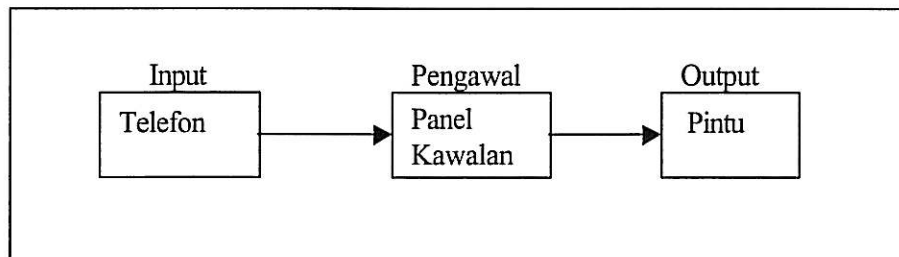 Input
Pengawal
Output
Telefon
Panel
Kawalan
Pintu